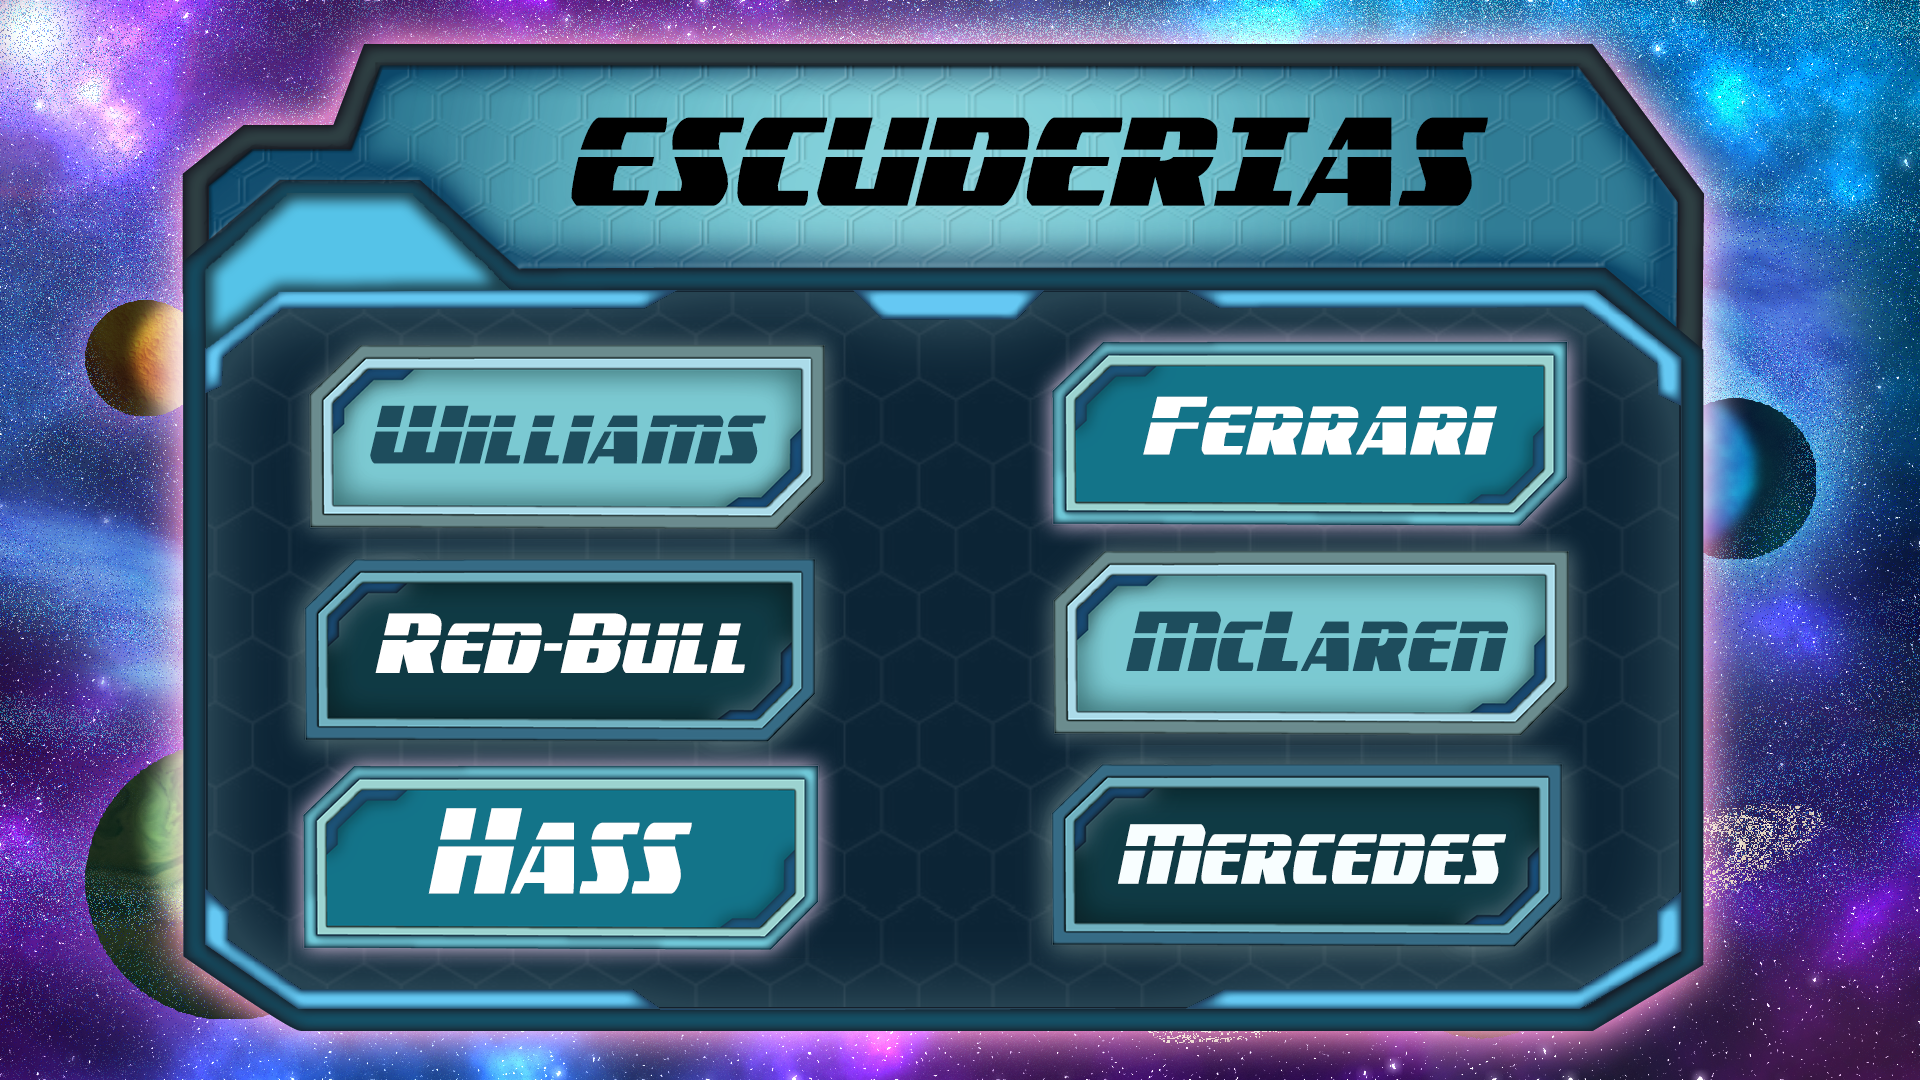 ESCUDERIAS
Williams
Ferrari
Red-Bull
McLaren
Hass
Mercedes